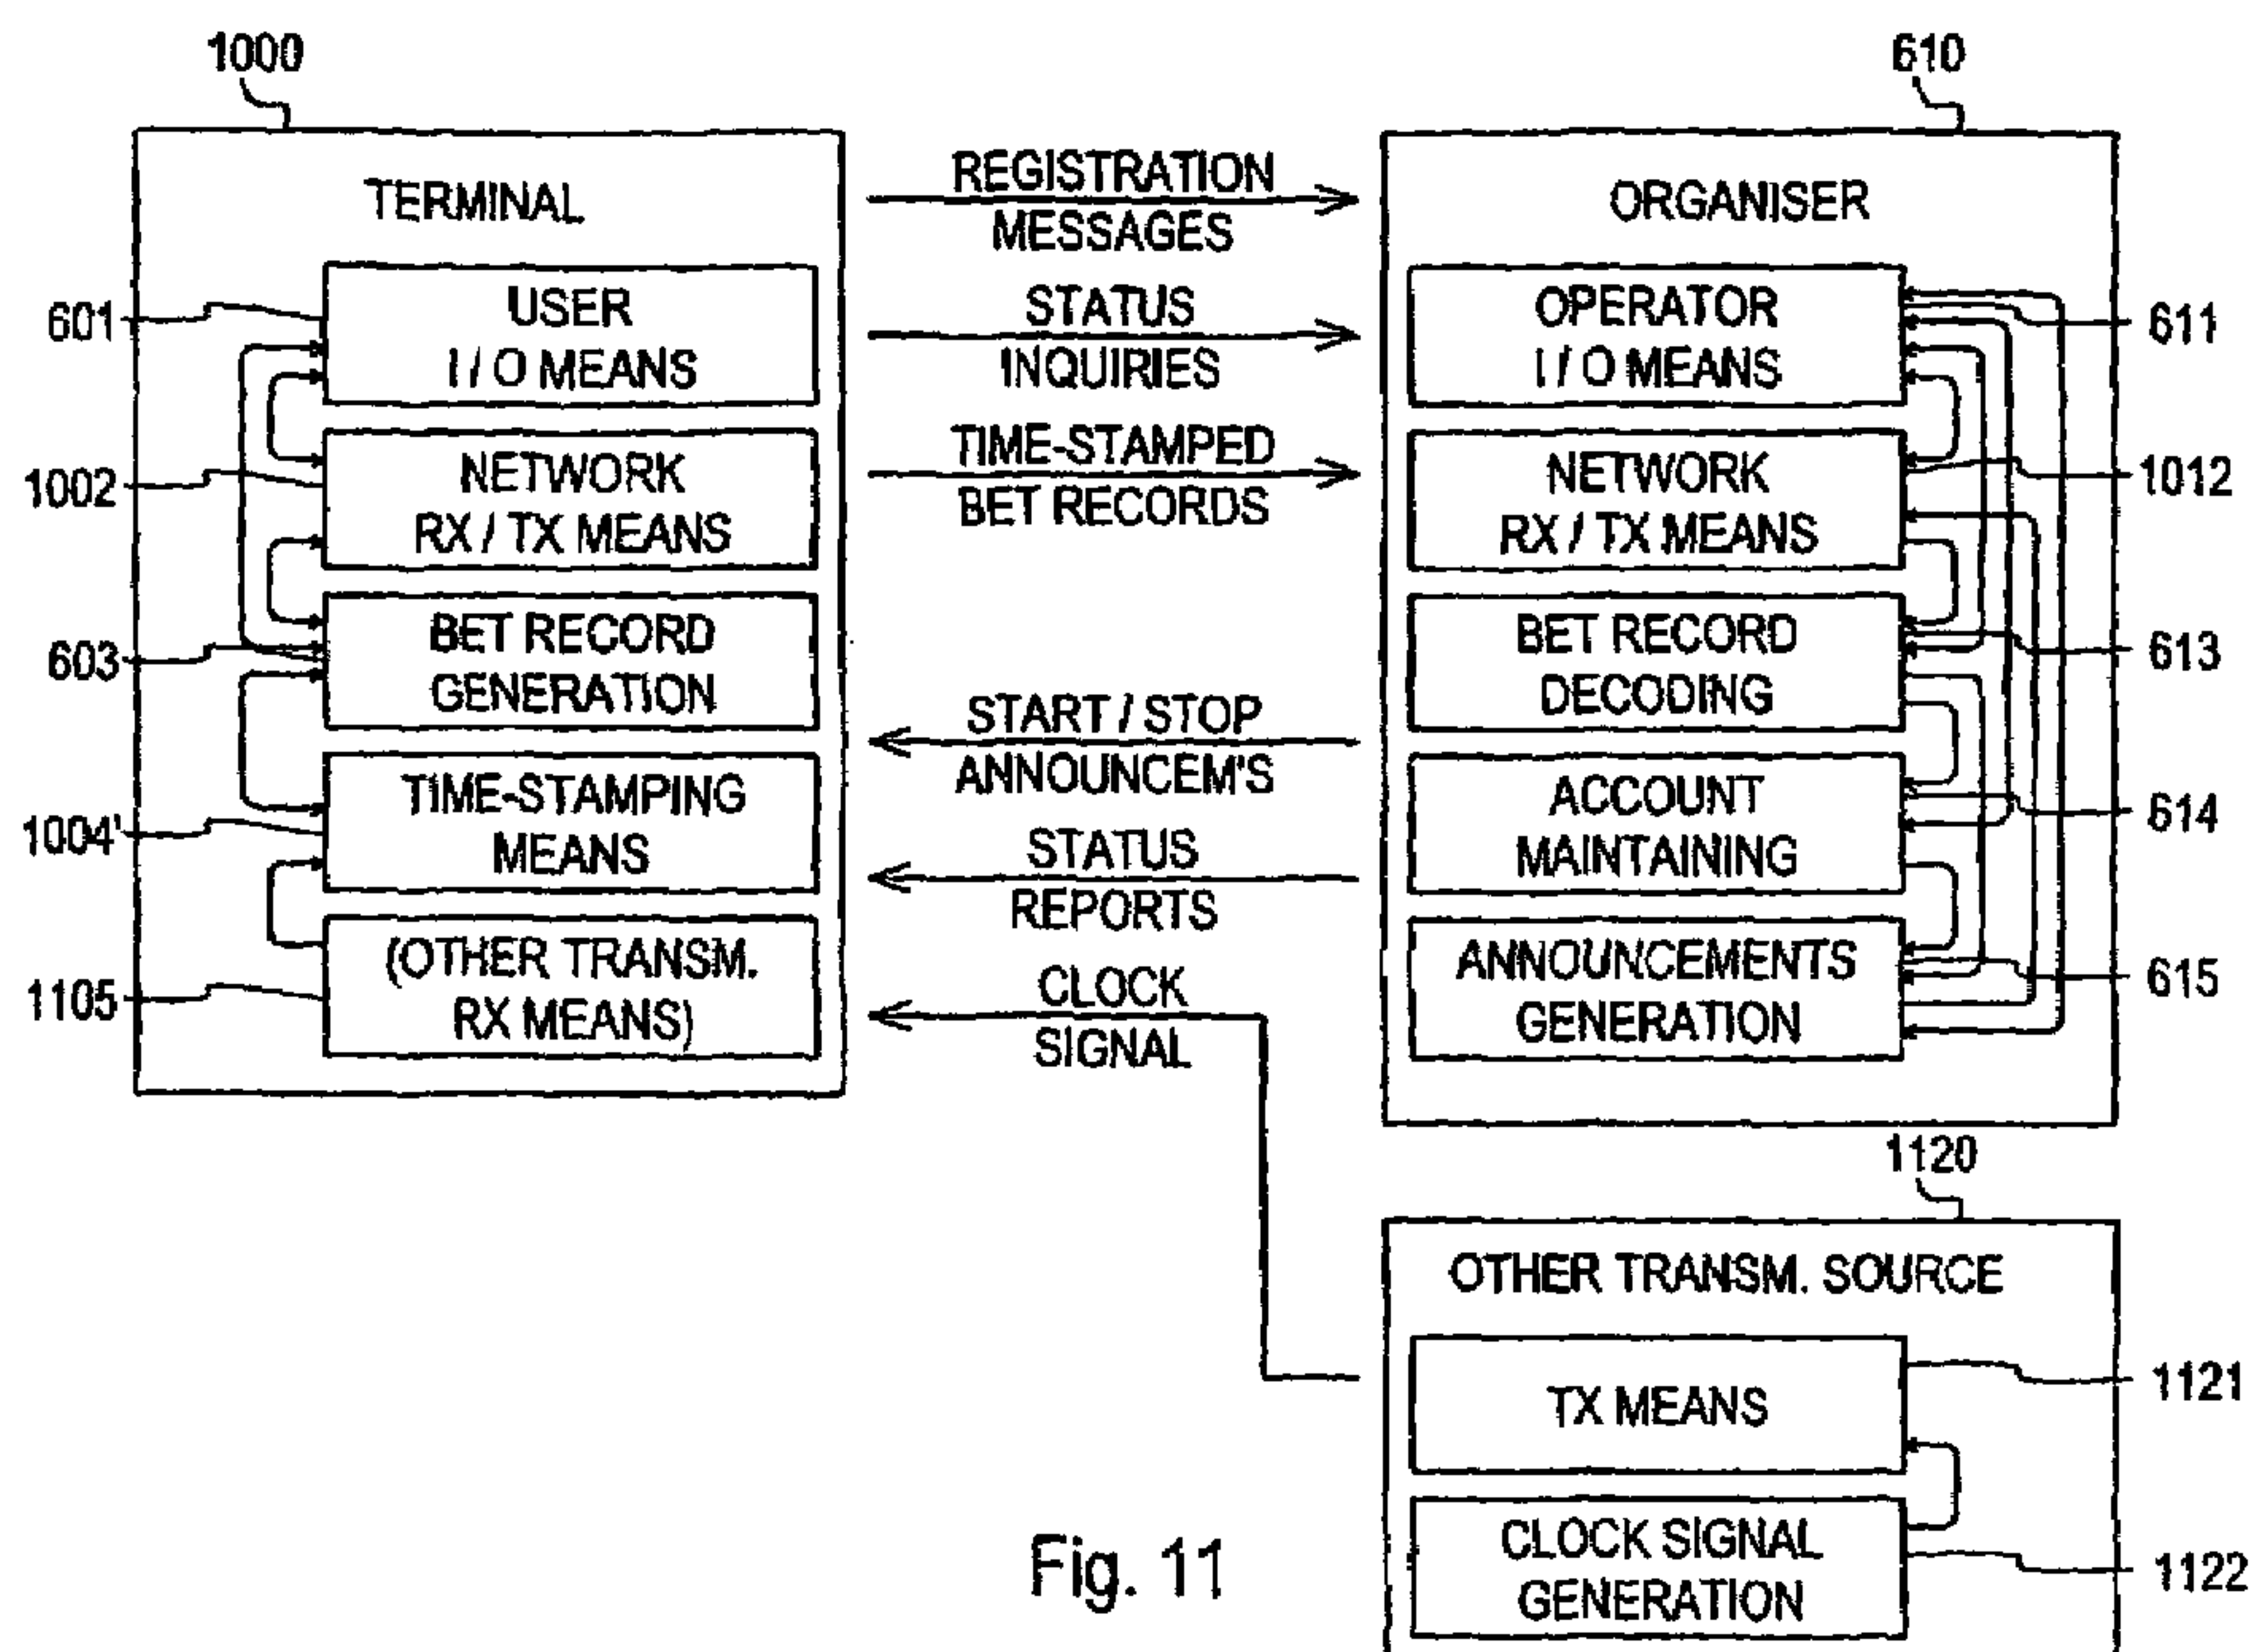 1000
TERMINAL
601
USER
I / O MEANS
1002
NETWORK
RX / TX MEANS
603
BET RECORD
GENERATION
1004'
TIME-STAMPING
MEANS
1105
(OTHER TRANSM.
RX MEANS)
REGISTRATION
MESSAGES
STATUS
INQUIRIES
TIME-STAMPED
BET RECORDS
START / STOP
ANNOUNCEM'S
STATUS
REPORTS
CLOCK
SIGNAL
610
ORGANISER
OPERATOR
I / O MEANS
611
NETWORK
RX / TX MEANS
1012
BET RECORD
DECODING
613
ACCOUNT
MAINTAINING
614
ANNOUNCEMENTS
GENERATION
615
1120
OTHER TRANSM. SOURCE
TX MEANS
1121
CLOCK SIGNAL
GENERATION
1122
Fig. 11